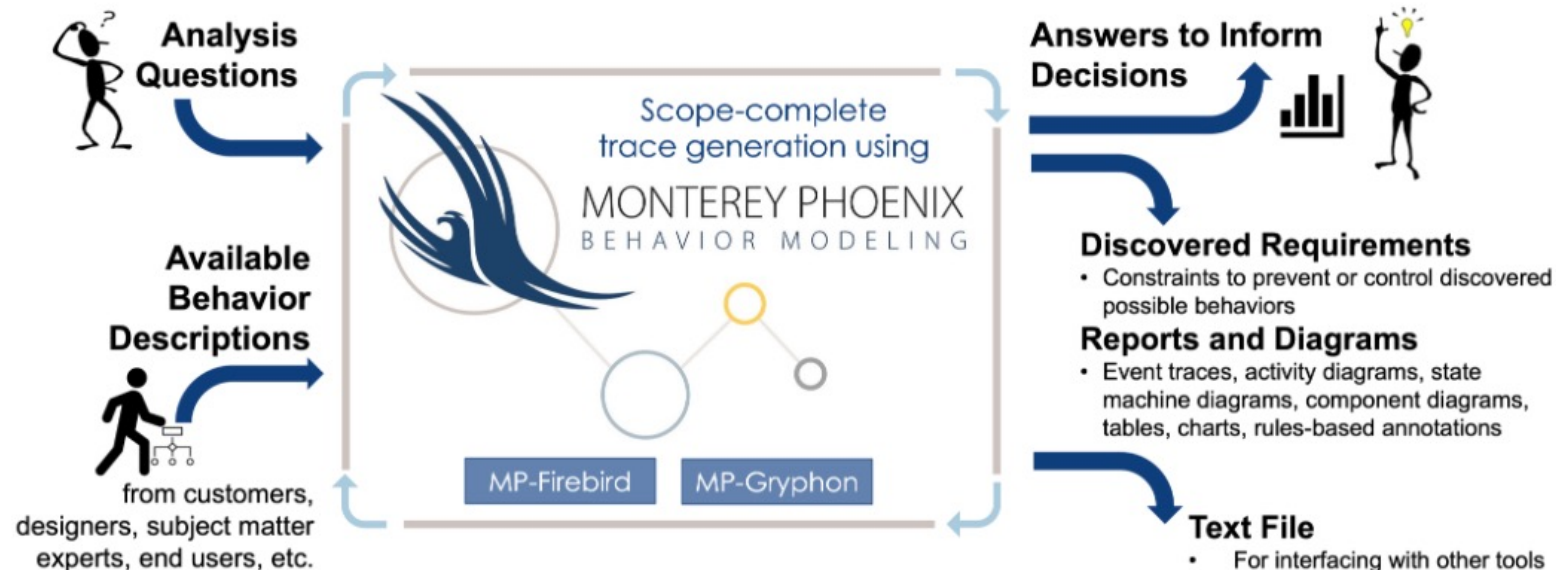 ?
Analysis
Questions
Available
Behavior
Descriptions
from customers,
designers, subject matter
experts, end users, etc.
Scope-complete
trace generation using
MONTEREY PHOENIX
BEHAVIOR MODELING
MP-Firebird
MP-Gryphon
Answers to Inform
Decisions
Discovered Requirements
• Constraints to prevent or control discovered
possible behaviors
Reports and Diagrams
• Event traces, activity diagrams, state
machine diagrams, component diagrams,
tables, charts, rules-based annotations
Text File
• For interfacing with other tools